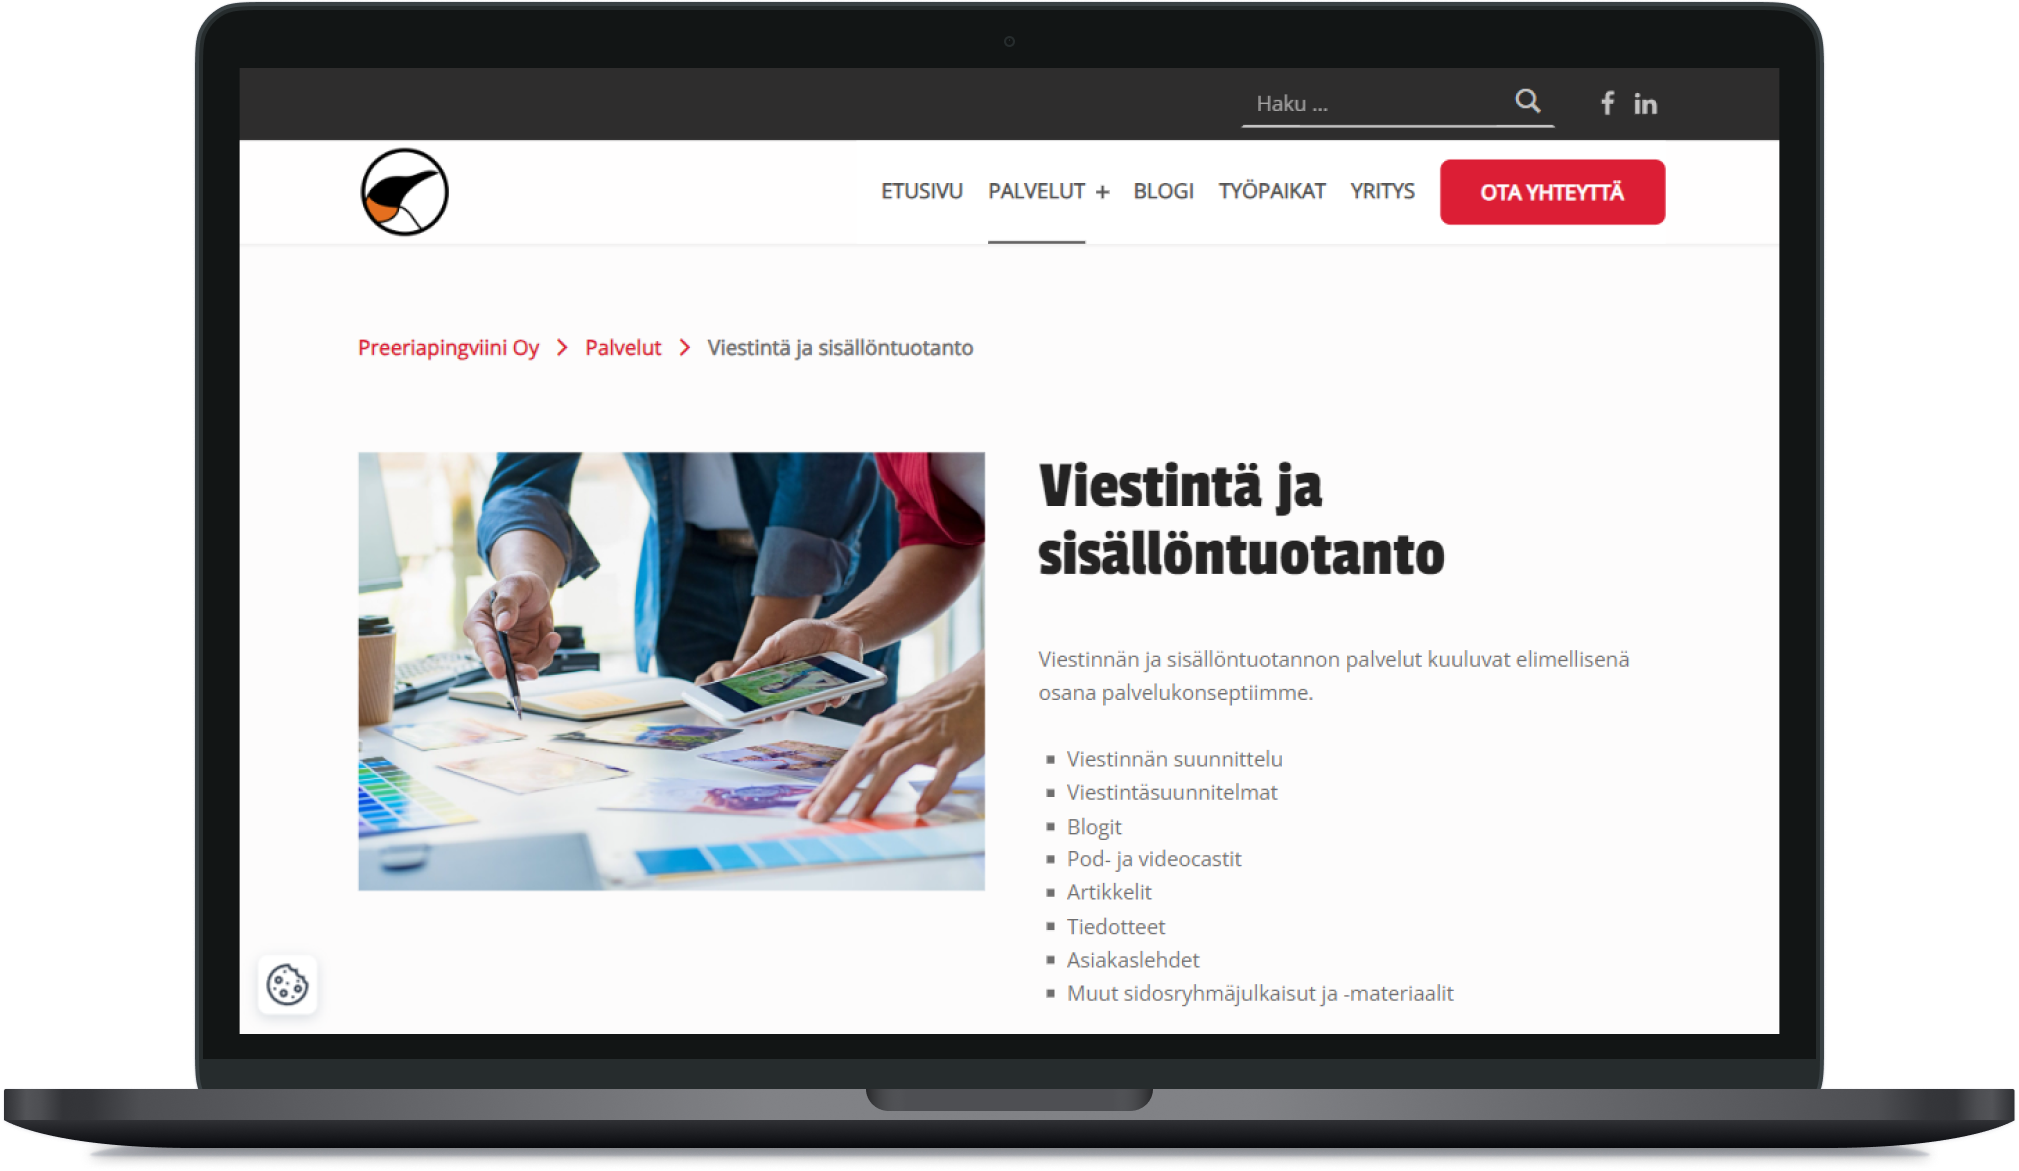 Haku ...
ETUSIVU PALVELUT + BLOGI TYÖPAIKAT YRITYS OTA YHTEYTTÄ
Preeriapingviini Oy > Palvelut > Viestintä ja sisällöntuotanto
Viestintä ja
sisällöntuotanto
Viestinnän ja sisällöntuotannon palvelut kuuluvat elimellisenä
osana palvelukonseptiimme.
Viestinnän suunnittelu
Viestintäsuunnitelmat
Blogit
Pod- ja videocastit
Artikkelit
Tiedotteet
Asiakaslehdet
Muut sidosryhmäjulkaisut ja -materiaalit